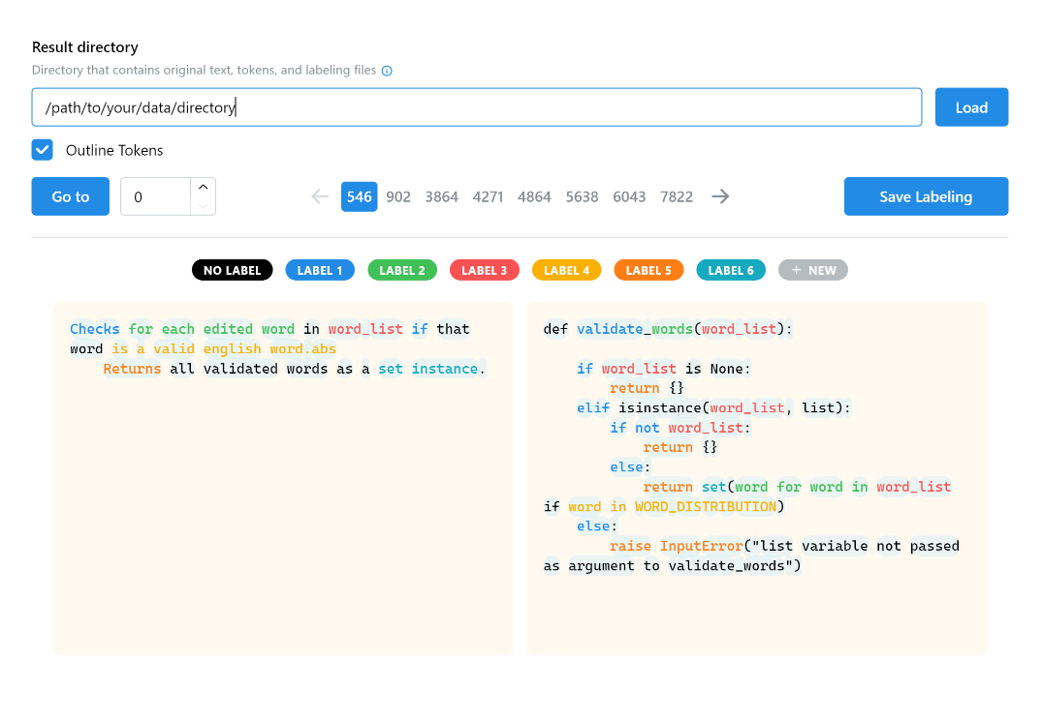 Result directory
Directory that contains original text, tokens, and labeling files
/path/to/your/data/directory
Load
Outline Tokens
Go to
0
546 902 3864 4271 4864 5638 6043 7822
Save Labeling
NO LABEL LABEL 1 LABEL 2 LABEL 3 LABEL 4 LABEL 5 LABEL 6 + NEW
Checks for each edited word in word_list if that
word is a valid english word.abs
    Returns all validated words as a set instance.
def validate_words(word_list):
    if word_list is None:
        return {}
    elif isinstance(word_list, list):
        if not word_list:
            return {}
        else:
            return set(word for word in word_list
if word in WORD_DISTRIBUTION)
    else:
        raise InputError("list variable not passed
as argument to validate_words")